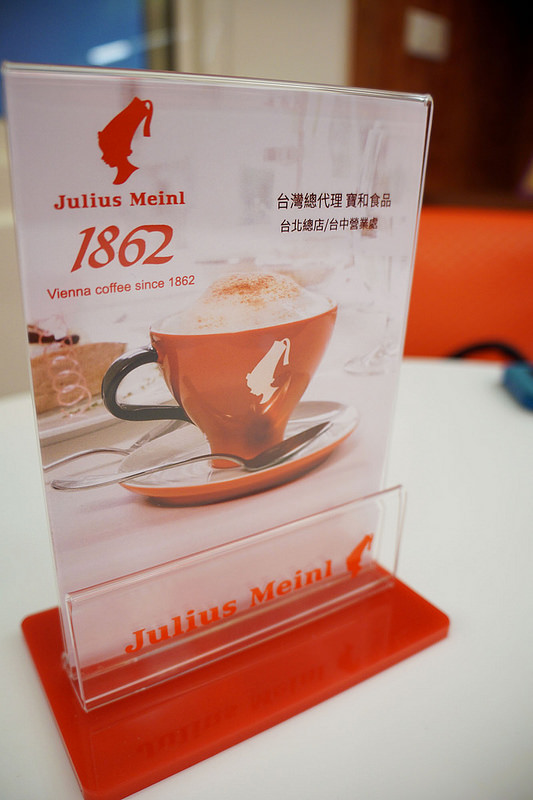 Julius Meinl
1862
Vienna coffee since 1862
台灣總代理 寶和食品
台北總店/台中營業處
Julius Meinl